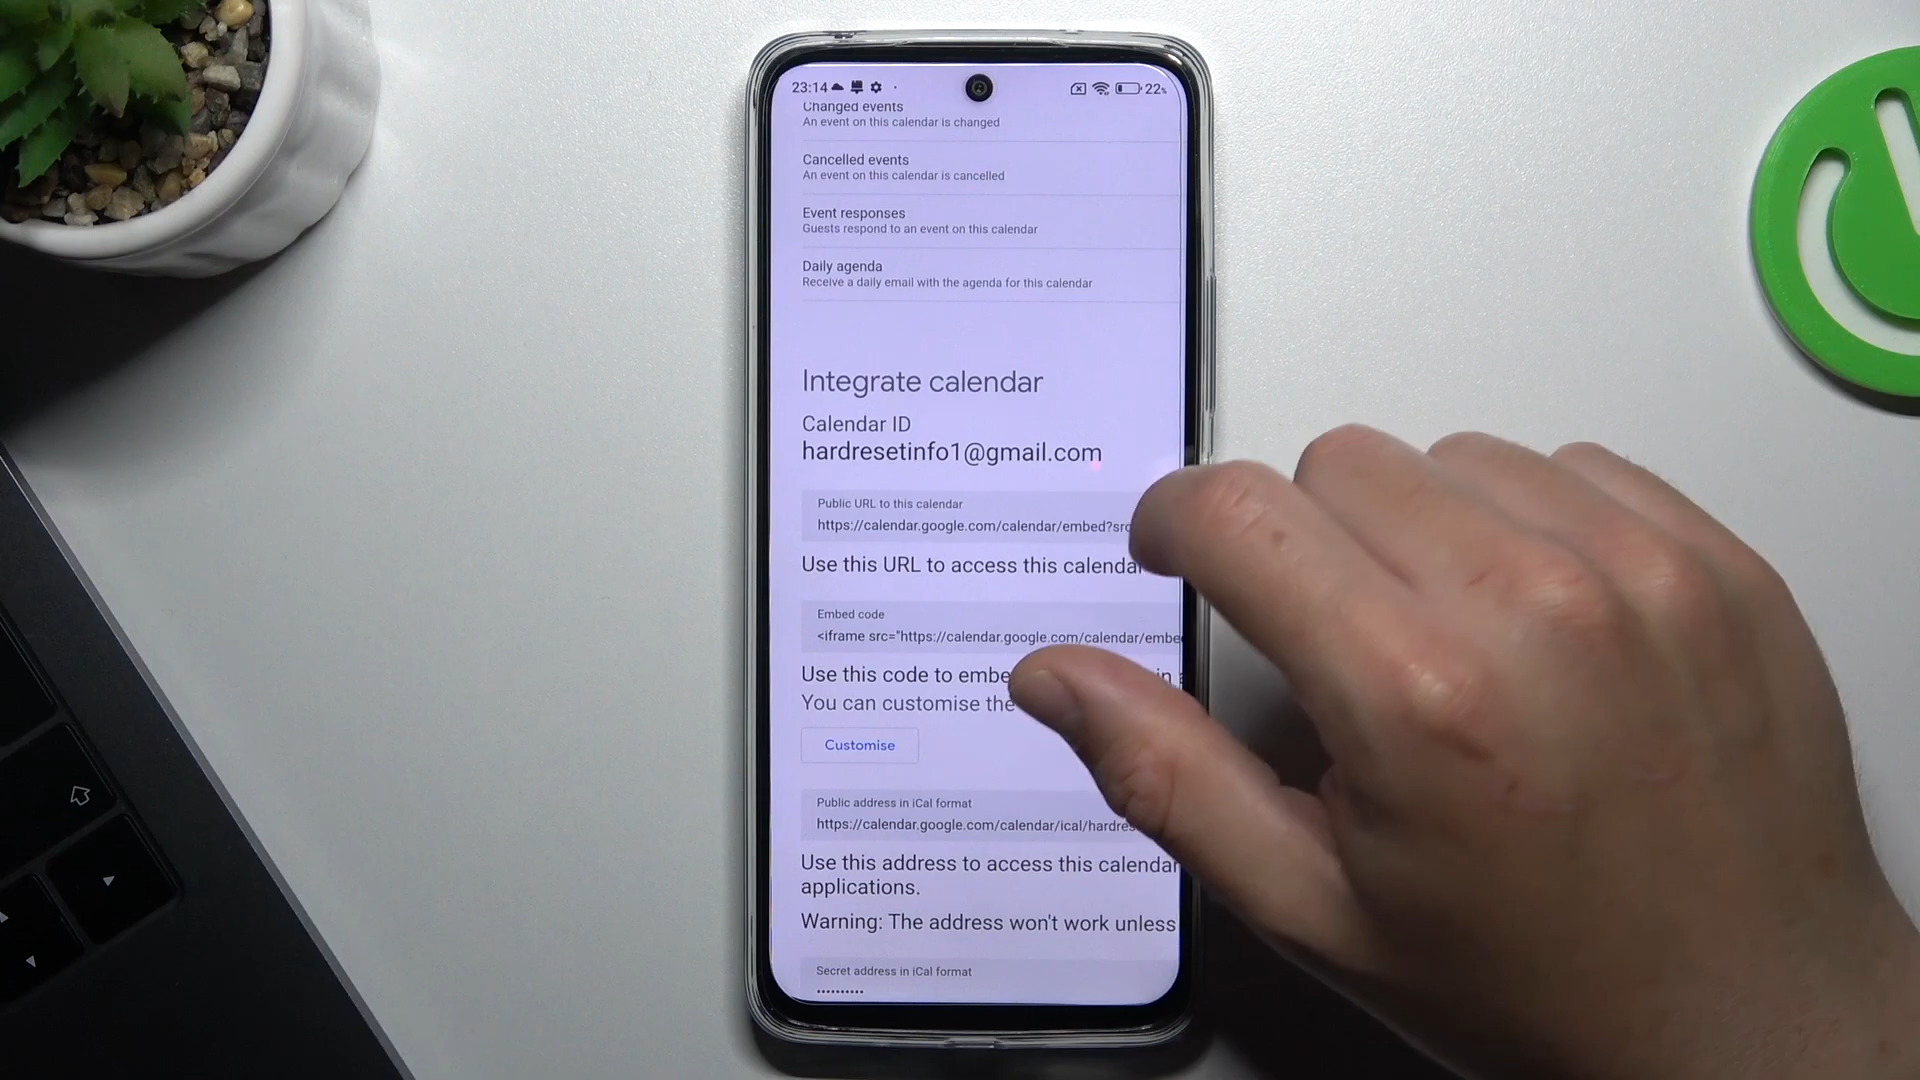 23:14
22%
Changed events
An event on this calendar is changed
Cancelled events
An event on this calendar is cancelled
Event responses
Guests respond to an event on this calendar
Daily agenda
Receive a daily email with the agenda for this calendar
Integrate calendar
Calendar ID
hardresetinfo1@gmail.com
Public URL to this calendar
https://calendar.google.com/calendar/embed?src
Use this URL to access this calendar
Embed code
<iframe src="https://calendar.google.com/calendar/embe
Use this code to embe in
You can customise the
Customise
Public address in iCal format
https://calendar.google.com/calendar/ical/hardres
Use this address to access this calendar
applications.
Warning: The address won't work unless
Secret address in iCal format
••••••••••